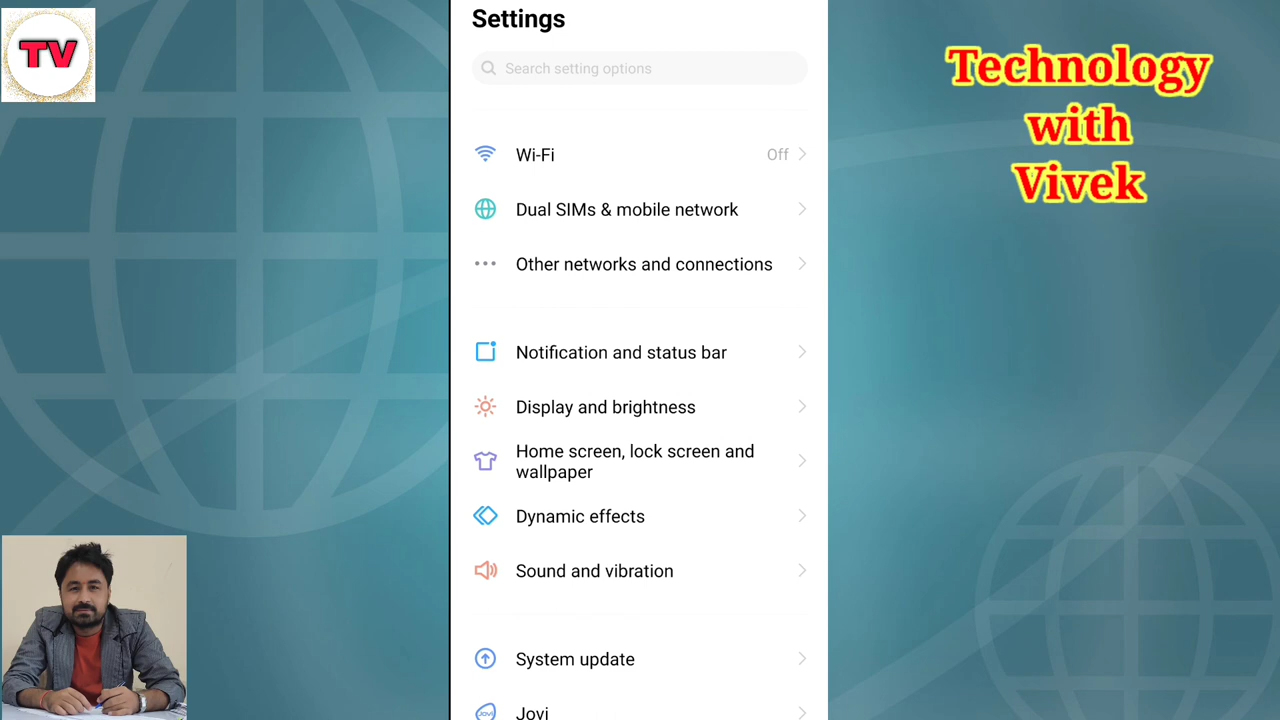 TV
Settings
Search setting options
Wi-Fi Off
Dual SIMs & mobile network
Other networks and connections
Notification and status bar
Display and brightness
Home screen, lock screen and
wallpaper
Dynamic effects
Sound and vibration
System update
JOVI Jovi
Technology
with
Vivek